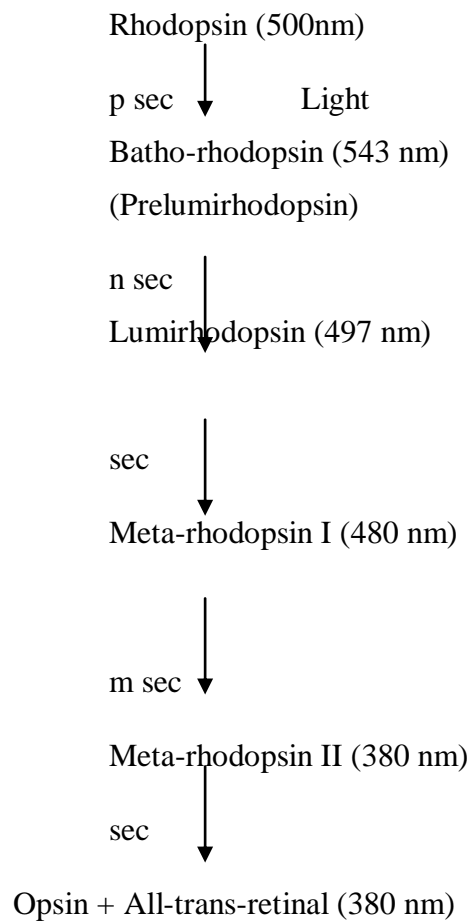 Rhodopsin (500nm)
p sec Light
Batho-rhodopsin (543 nm)
(Prelumirhodopsin)
n sec
Lumirhodopsin (497 nm)
sec
Meta-rhodopsin I (480 nm)
m sec
Meta-rhodopsin II (380 nm)
sec
Opsin + All-trans-retinal (380 nm)